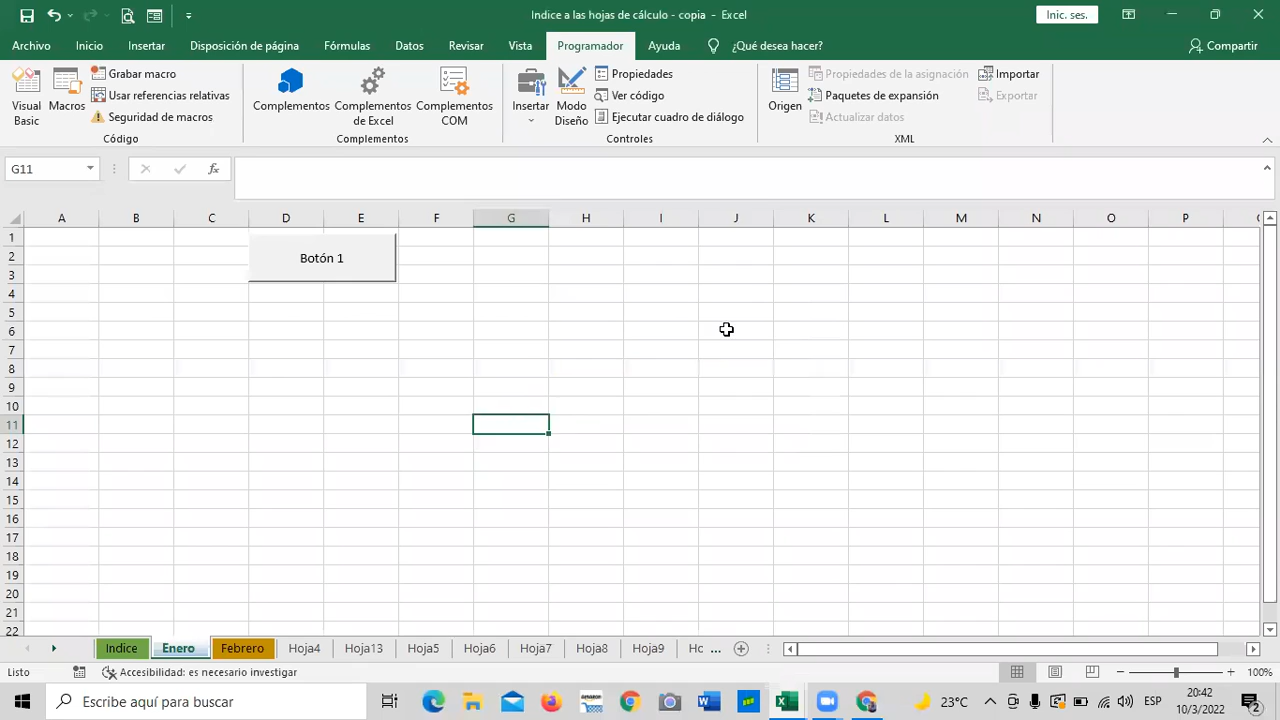 Indice a las hojas de cálculo - copia - Excel
Inic. ses.
Archivo Inicio Insertar Disposición de página Fórmulas Datos Revisar Vista Programador Ayuda ¿Qué desea hacer? Compartir
Visual Basic
Macros
Grabar macro
Usar referencias relativas
Seguridad de macros
Código
Complementos
Complementos de Excel
Complementos COM
Complementos
Insertar
Modo Diseño
Propiedades
Ver código
Ejecutar cuadro de diálogo
Controles
Origen
Propiedades de la asignación
Paquetes de expansión
Actualizar datos
Importar
Exportar
XML
G11
fx
A B C D E F G H I J K L M N O P
1
2
3
4
5
6
7
8
9
10
11
12
13
14
15
16
17
18
19
20
21
22
Botón 1
Indice Enero Febrero Hoja4 Hoja13 Hoja5 Hoja6 Hoja7 Hoja8 Hoja9 Hc ...
Listo Accesibilidad: es necesario investigar 100%
Escribe aquí para buscar
amazon
23°C
ESP
20:42
10/3/2022
2